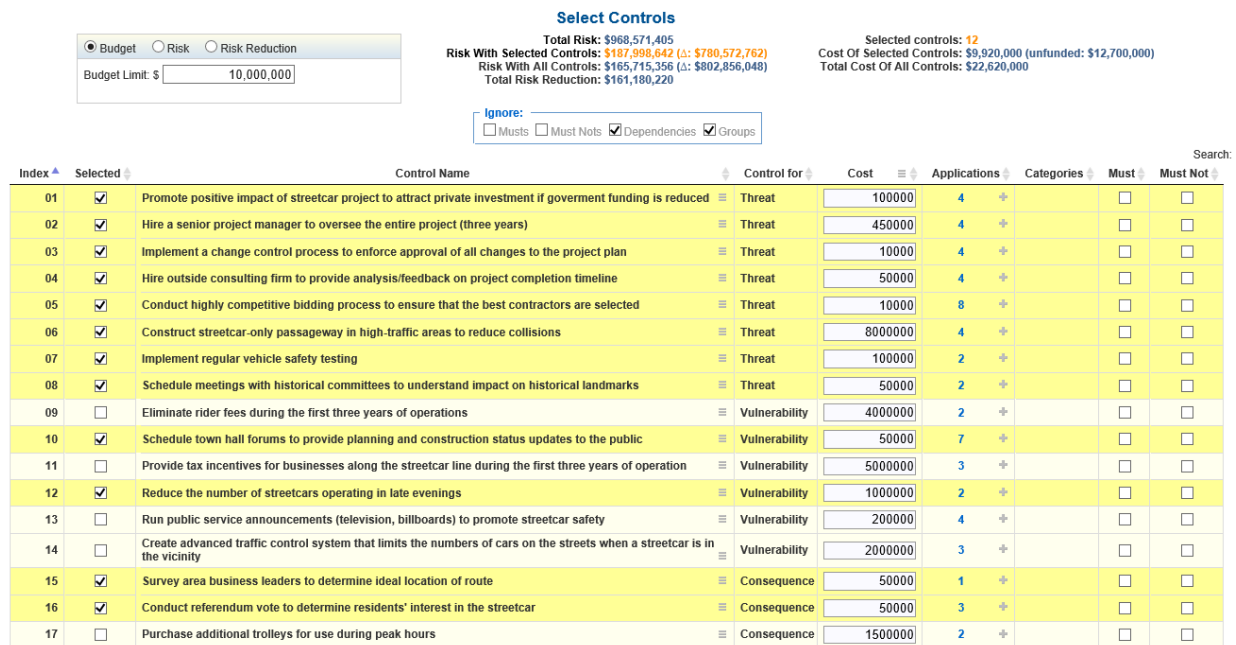 Select Controls
Budget Risk Risk Reduction
Budget Limit: $ 10,000,000
Total Risk: $968,571,405
Risk With Selected Controls: $187,998,642 (Δ: $780,572,762)
Risk With All Controls: $165,715,356 (Δ: $802,856,048)
Total Risk Reduction: $161,180,220
Selected controls: 12
Cost Of Selected Controls: $9,920,000 (unfunded: $12,700,000)
Total Cost Of All Controls: $22,620,000
Ignore:
Musts Must Nots Dependencies Groups
Search:
Index Selected Control Name Control for Cost Applications Categories Must Must Not
01 Promote positive impact of streetcar project to attract private investment if goverment funding is reduced Threat 100000 4
02 Hire a senior project manager to oversee the entire project (three years) Threat 450000 4
03 Implement a change control process to enforce approval of all changes to the project plan Threat 10000 4
04 Hire outside consulting firm to provide analysis/feedback on project completion timeline Threat 50000 4
05 Conduct highly competitive bidding process to ensure that the best contractors are selected Threat 10000 8
06 Construct streetcar-only passageway in high-traffic areas to reduce collisions Threat 8000000 4
07 Implement regular vehicle safety testing Threat 100000 2
08 Schedule meetings with historical committees to understand impact on historical landmarks Threat 50000 2
09 Eliminate rider fees during the first three years of operations Vulnerability 4000000 2
10 Schedule town hall forums to provide planning and construction status updates to the public Vulnerability 50000 7
11 Provide tax incentives for businesses along the streetcar line during the first three years of operation Vulnerability 5000000 3
12 Reduce the number of streetcars operating in late evenings Vulnerability 1000000 2
13 Run public service announcements (television, billboards) to promote streetcar safety Vulnerability 200000 4
14 Create advanced traffic control system that limits the numbers of cars on the streets when a streetcar is in
the vicinity Vulnerability 2000000 3
15 Survey area business leaders to determine ideal location of route Consequence 50000 1
16 Conduct referendum vote to determine residents' interest in the streetcar Consequence 50000 3
17 Purchase additional trolleys for use during peak hours Consequence 1500000 2